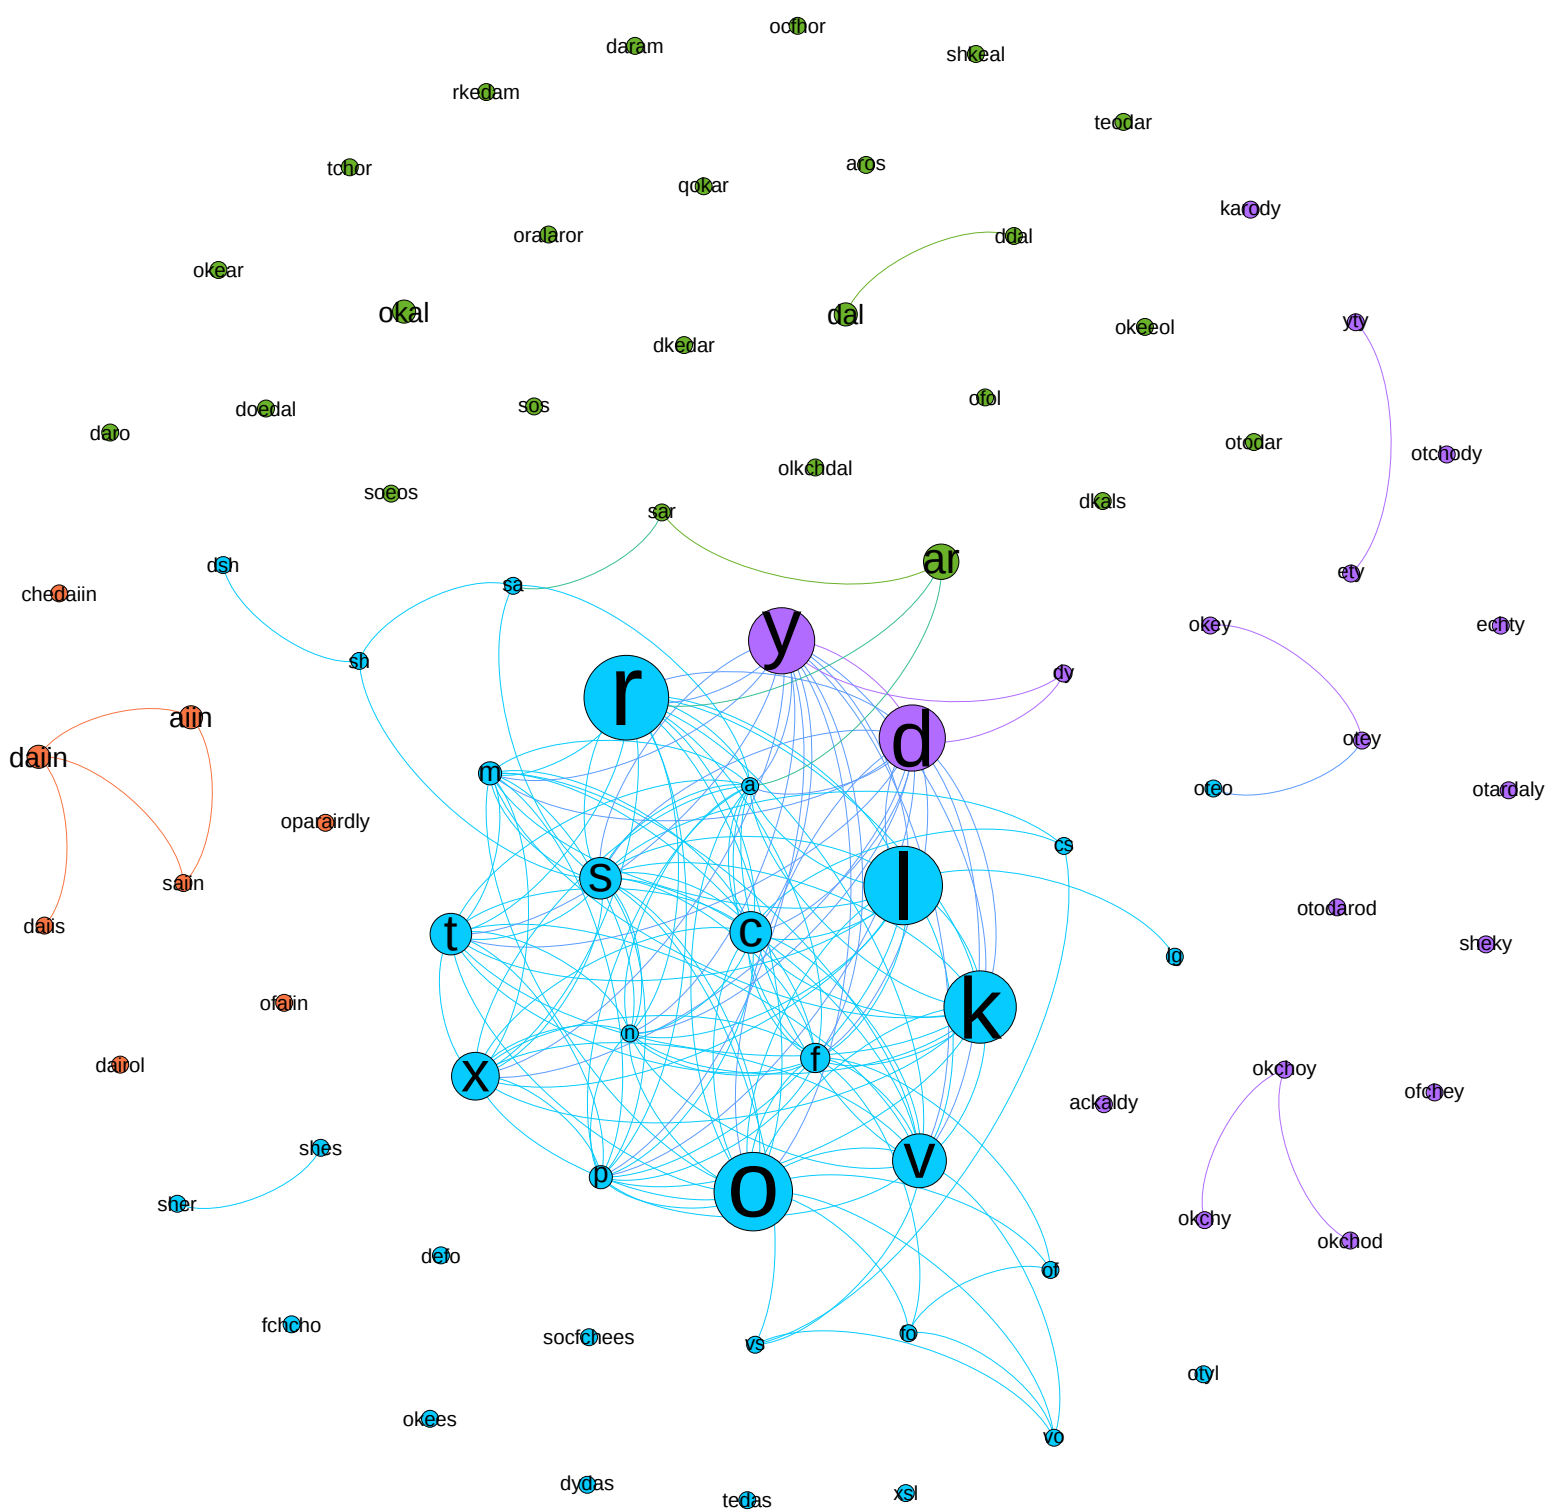 ocfhor
daram
shkeal
rkedam
teodar
aros
tchor
qokar
karody
oralaror
ddal
okear
okal
dal
yty
okeeol
dkedar
ofol
sos
doedal
daro
otodar
otchody
olkchdal
soeos
dkals
sar
ar
dsh
ety
sa
chedaiin
okey
echty
y
sh
dy
r
aiin
d
otey
daiin
m
a
oteo
otardaly
oparairdly
cs
s
l
saiin
otodarod
daiis
t
c
sheky
lg
ofaiin
k
n
f
dairol
okchoy
x
ofchey
ackaldy
shes
v
p
o
sher
okchy
okchod
defo
of
fchcho
fo
socfchees
vs
otyl
okees
vo
dydas
xsl
tedas